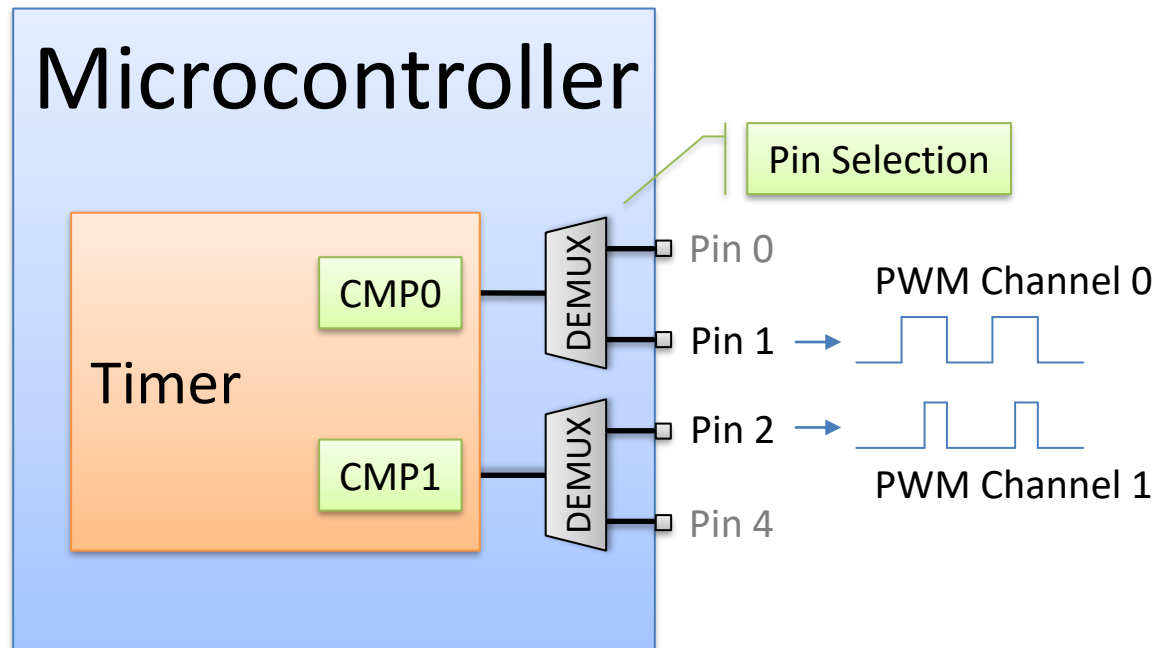 Microcontroller
Pin Selection
Timer
CMP0
DEMUX
Pin 0
Pin 1
PWM Channel 0
CMP1
DEMUX
Pin 2
Pin 4
PWM Channel 1